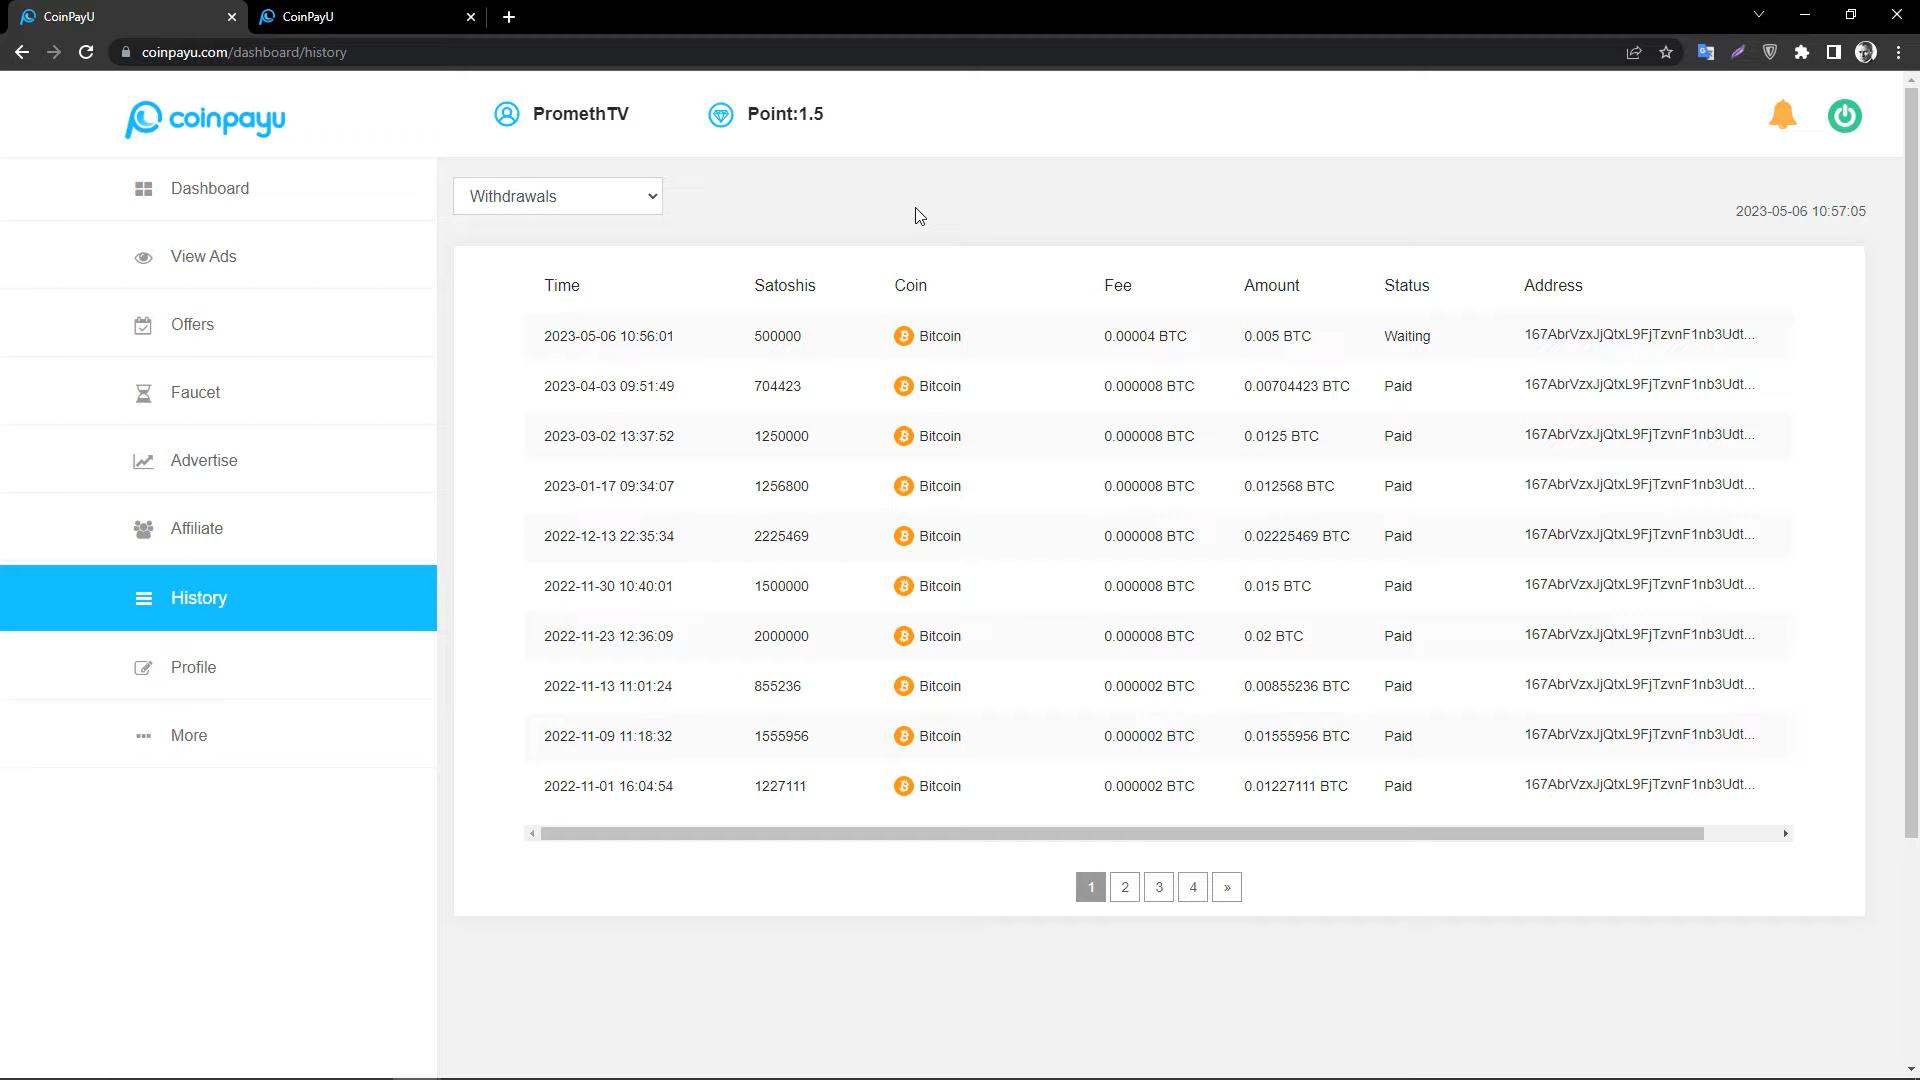 CoinPayU
CoinPayU
coinpayu.com/dashboard/history
coinpayu
PromethTV
Point:1.5
Dashboard
View Ads
Offers
Faucet
Advertise
Affiliate
History
Profile
More
Withdrawals
2023-05-06 10:57:05
Time Satoshis Coin Fee Amount Status Address
2023-05-06 10:56:01 500000 Bitcoin 0.00004 BTC 0.005 BTC Waiting 167AbrVzxJjQtxL9FjTzvnF1nb3Udt...
2023-04-03 09:51:49 704423 Bitcoin 0.000008 BTC 0.00704423 BTC Paid 167AbrVzxJjQtxL9FjTzvnF1nb3Udt...
2023-03-02 13:37:52 1250000 Bitcoin 0.000008 BTC 0.0125 BTC Paid 167AbrVzxJjQtxL9FjTzvnF1nb3Udt...
2023-01-17 09:34:07 1256800 Bitcoin 0.000008 BTC 0.012568 BTC Paid 167AbrVzxJjQtxL9FjTzvnF1nb3Udt...
2022-12-13 22:35:34 2225469 Bitcoin 0.000008 BTC 0.02225469 BTC Paid 167AbrVzxJjQtxL9FjTzvnF1nb3Udt...
2022-11-30 10:40:01 1500000 Bitcoin 0.000008 BTC 0.015 BTC Paid 167AbrVzxJjQtxL9FjTzvnF1nb3Udt...
2022-11-23 12:36:09 2000000 Bitcoin 0.000008 BTC 0.02 BTC Paid 167AbrVzxJjQtxL9FjTzvnF1nb3Udt...
2022-11-13 11:01:24 855236 Bitcoin 0.000002 BTC 0.00855236 BTC Paid 167AbrVzxJjQtxL9FjTzvnF1nb3Udt...
2022-11-09 11:18:32 1555956 Bitcoin 0.000002 BTC 0.01555956 BTC Paid 167AbrVzxJjQtxL9FjTzvnF1nb3Udt...
2022-11-01 16:04:54 1227111 Bitcoin 0.000002 BTC 0.01227111 BTC Paid 167AbrVzxJjQtxL9FjTzvnF1nb3Udt...
1 2 3 4 »